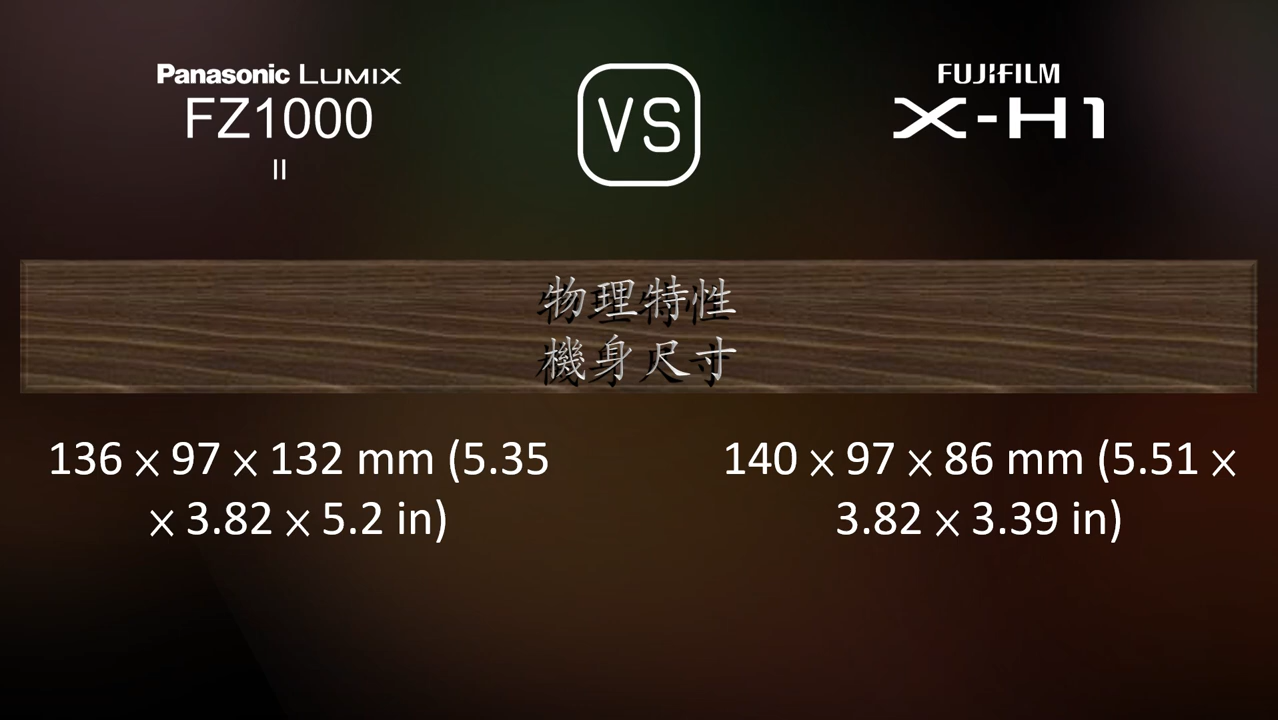 Panasonic LUMIX
FZ1000
II
VS
FUJIFILM
X-H1
物理特性
機身尺寸
136 x 97 x 132 mm (5.35
x 3.82 x 5.2 in)
140 x 97 x 86 mm (5.51 x
3.82 x 3.39 in)